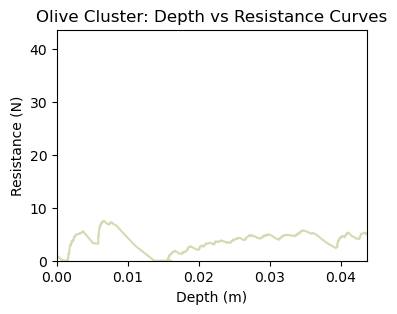 Olive Cluster: Depth vs Resistance Curves
40
30
20
10
0
Resistance (N)
0.00 0.01 0.02 0.03 0.04
Depth (m)